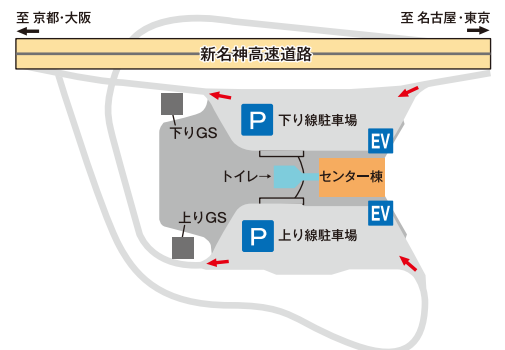 至 京都・大阪
至 名古屋・東京
新名神高速道路
P 下り線駐車場
下りGS
EV
トイレ→
センター棟
上りGS
EV
P 上り線駐車場